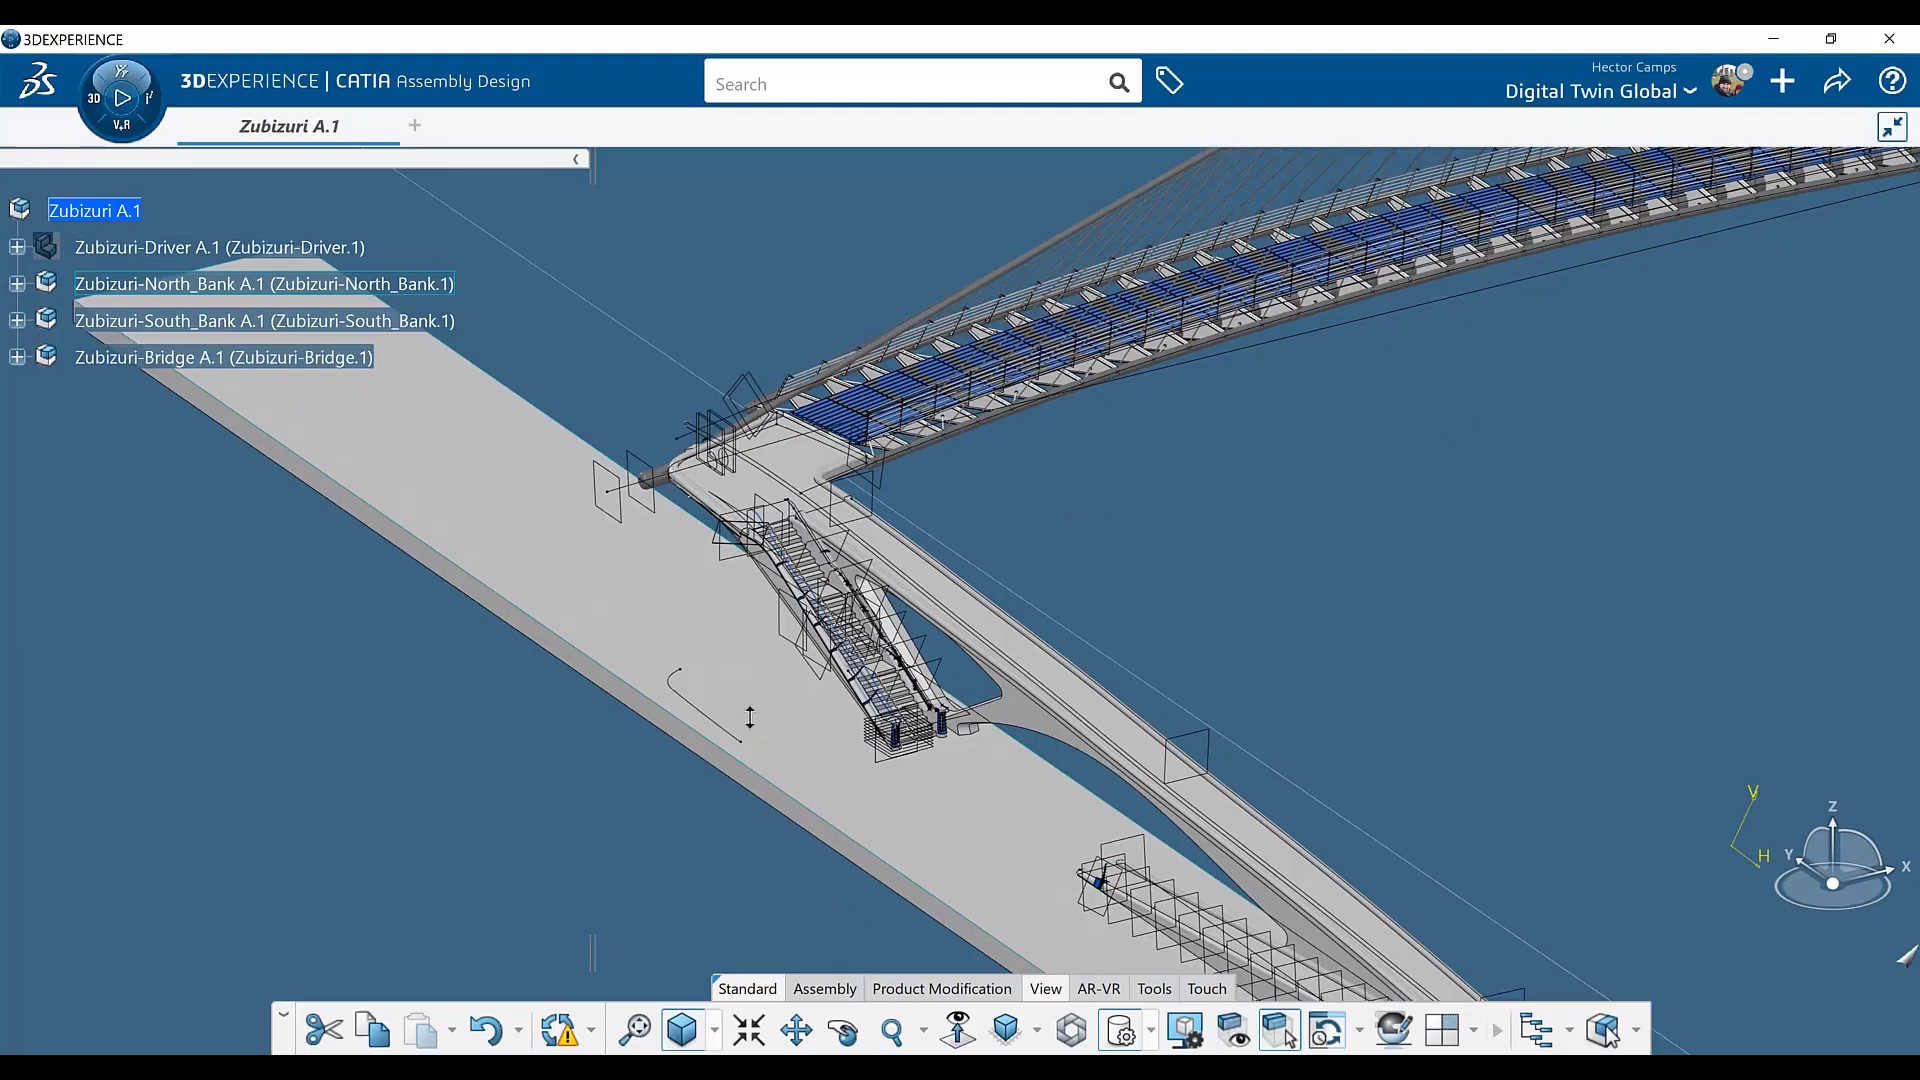 3DEXPERIENCE
3DEXPERIENCE | CATIA Assembly Design
Search
Hector Camps
Digital Twin Global
3D
V+R
Zubizuri A.1
Zubizuri A.1
Zubizuri-Driver A.1 (Zubizuri-Driver.1)
Zubizuri-North_Bank A.1 (Zubizuri-North_Bank.1)
Zubizuri-South_Bank A.1 (Zubizuri-South_Bank.1)
Zubizuri-Bridge A.1 (Zubizuri-Bridge.1)
V
H
Z
Y
X
Standard
Assembly
Product Modification
View
AR-VR
Tools
Touch